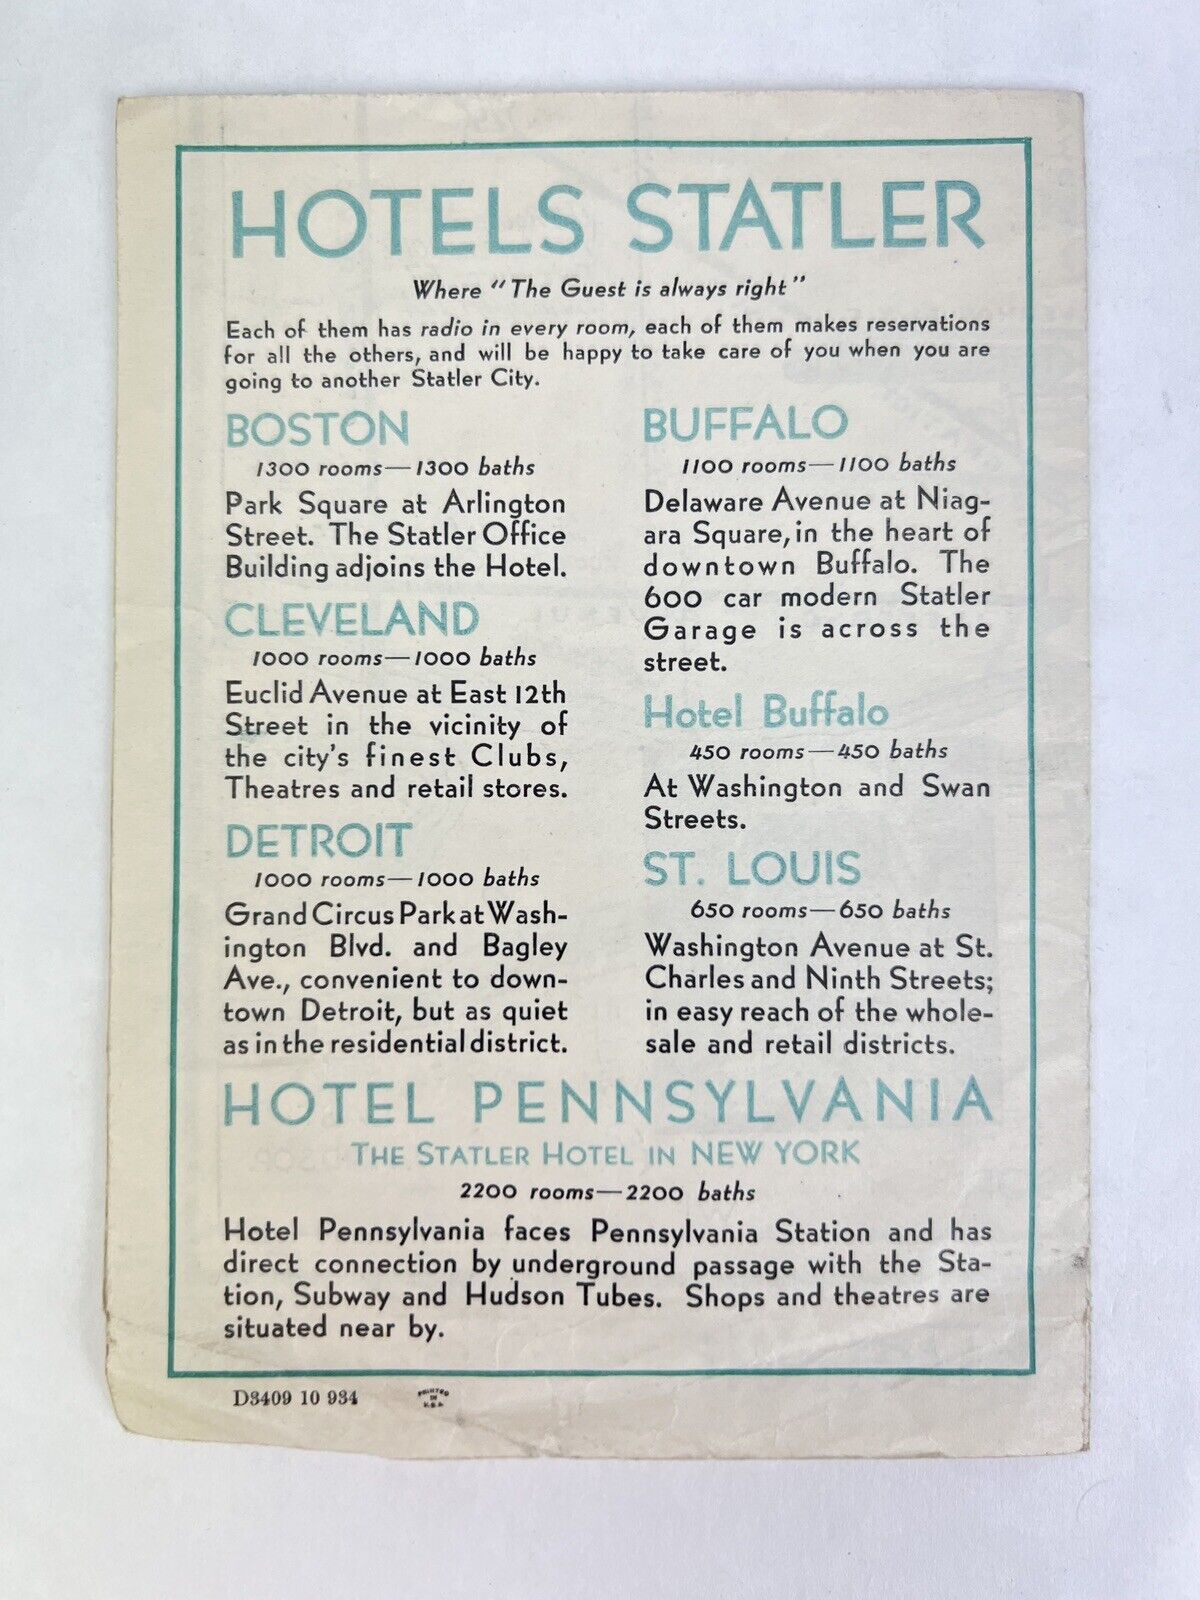 HOTELS STATLER
Where "The Guest is always right"
Each of them has radio in every room, each of them makes reservations
for all the others, and will be happy to take care of you when you are
going to another Statler City.
BOSTON
1300 rooms—1300 baths
Park Square at Arlington
Street. The Statler Office
Building adjoins the Hotel.
CLEVELAND
1000 rooms—1000 baths
Euclid Avenue at East 12th
Street in the vicinity of
the city's finest Clubs,
Theatres and retail stores.
DETROIT
1000 rooms—1000 baths
Grand Circus Park at Wash-
ington Blvd. and Bagley
Ave., convenient to down-
town Detroit, but as quiet
as in the residential district.
BUFFALO
1100 rooms—1100 baths
Delaware Avenue at Niag-
ara Square, in the heart of
downtown Buffalo. The
600 car modern Statler
Garage is across the
street.
Hotel Buffalo
450 rooms—450 baths
At Washington and Swan
Streets.
ST. LOUIS
650 rooms—650 baths
Washington Avenue at St.
Charles and Ninth Streets;
in easy reach of the whole-
sale and retail districts.
HOTEL PENNSYLVANIA
THE STATLER HOTEL IN NEW YORK
2200 rooms—2200 baths
Hotel Pennsylvania faces Pennsylvania Station and has
direct connection by underground passage with the Sta-
tion, Subway and Hudson Tubes. Shops and theatres are
situated near by.
D3409 10 934
PRINTED
IN
U.S.A.